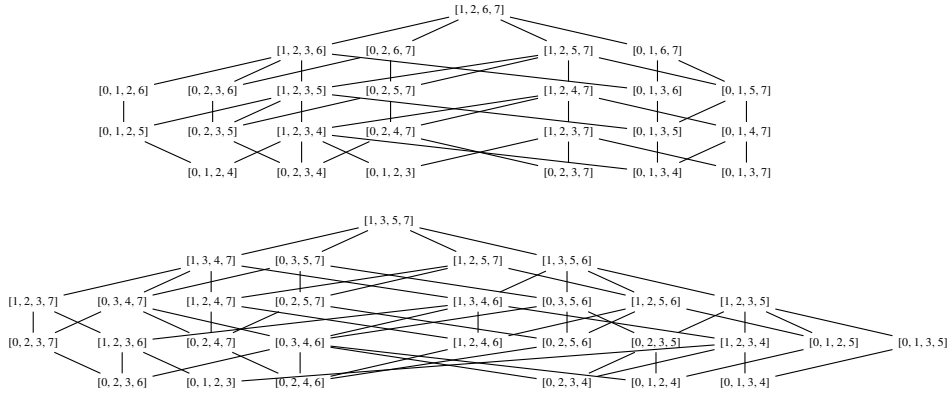 [1, 2, 6, 7]
[1, 2, 3, 6] [0, 2, 6, 7] [1, 2, 5, 7] [0, 1, 6, 7]
[0, 1, 2, 6] [0, 2, 3, 6] [1, 2, 3, 5] [0, 2, 5, 7] [1, 2, 4, 7] [0, 1, 3, 6] [0, 1, 5, 7]
[0, 1, 2, 5] [0, 2, 3, 5] [1, 2, 3, 4] [0, 2, 4, 7] [1, 2, 3, 7] [0, 1, 3, 5] [0, 1, 4, 7]
[0, 1, 2, 4] [0, 2, 3, 4] [0, 1, 2, 3] [0, 2, 3, 7] [0, 1, 3, 4] [0, 1, 3, 7]
[1, 3, 5, 7]
[1, 3, 4, 7] [0, 3, 5, 7] [1, 2, 5, 7] [1, 3, 5, 6]
[1, 2, 3, 7] [0, 3, 4, 7] [1, 2, 4, 7] [0, 2, 5, 7] [1, 3, 4, 6] [0, 3, 5, 6] [1, 2, 5, 6] [1, 2, 3, 5]
[0, 2, 3, 7] [1, 2, 3, 6] [0, 2, 4, 7] [0, 3, 4, 6] [1, 2, 4, 6] [0, 2, 5, 6] [0, 2, 3, 5] [1, 2, 3, 4] [0, 1, 2, 5] [0, 1, 3, 5]
[0, 2, 3, 6] [0, 1, 2, 3] [0, 2, 4, 6] [0, 2, 3, 4] [0, 1, 2, 4] [0, 1, 3, 4]